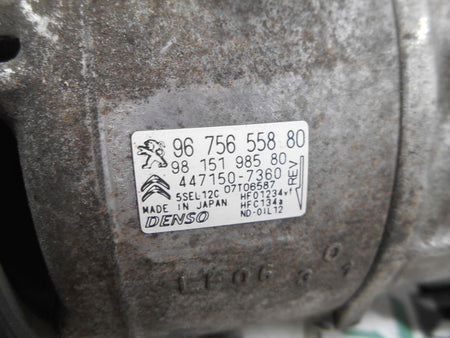 96 756 558 80
98 151 985 80
447150-7360
REV
5SEL12C 07T06587
HFO1234yf
MADE IN JAPAN HFC134a
DENSO ND-OIL12